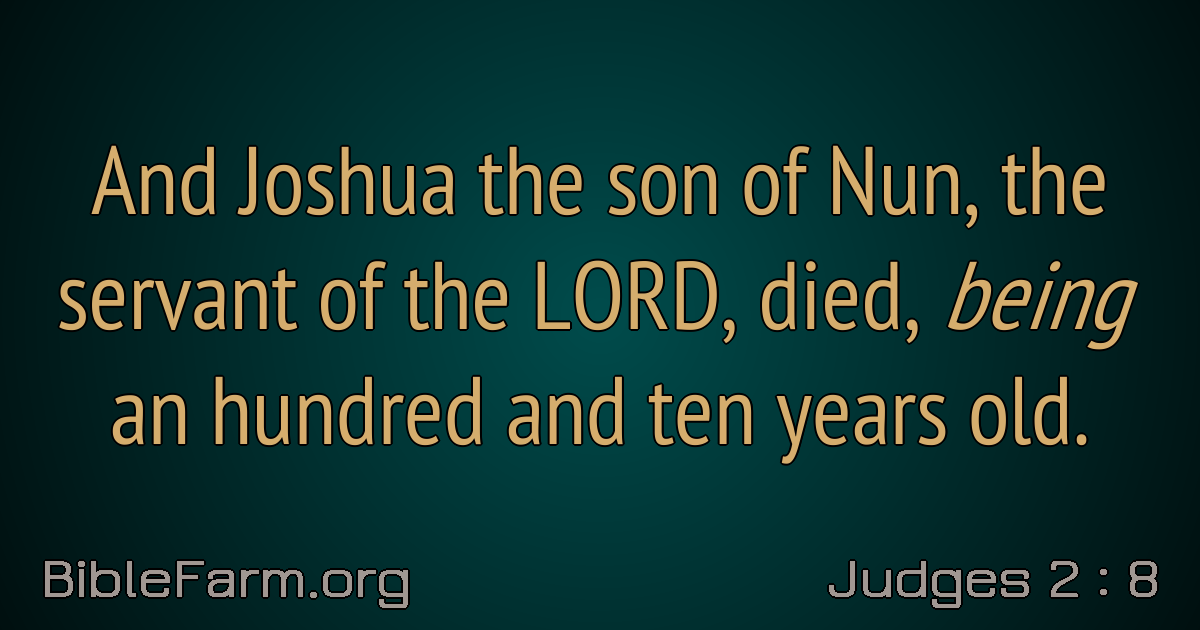 And Joshua the son of Nun, the
servant of the LORD, died, being
an hundred and ten years old.
BibleFarm.org
Judges 2 : 8